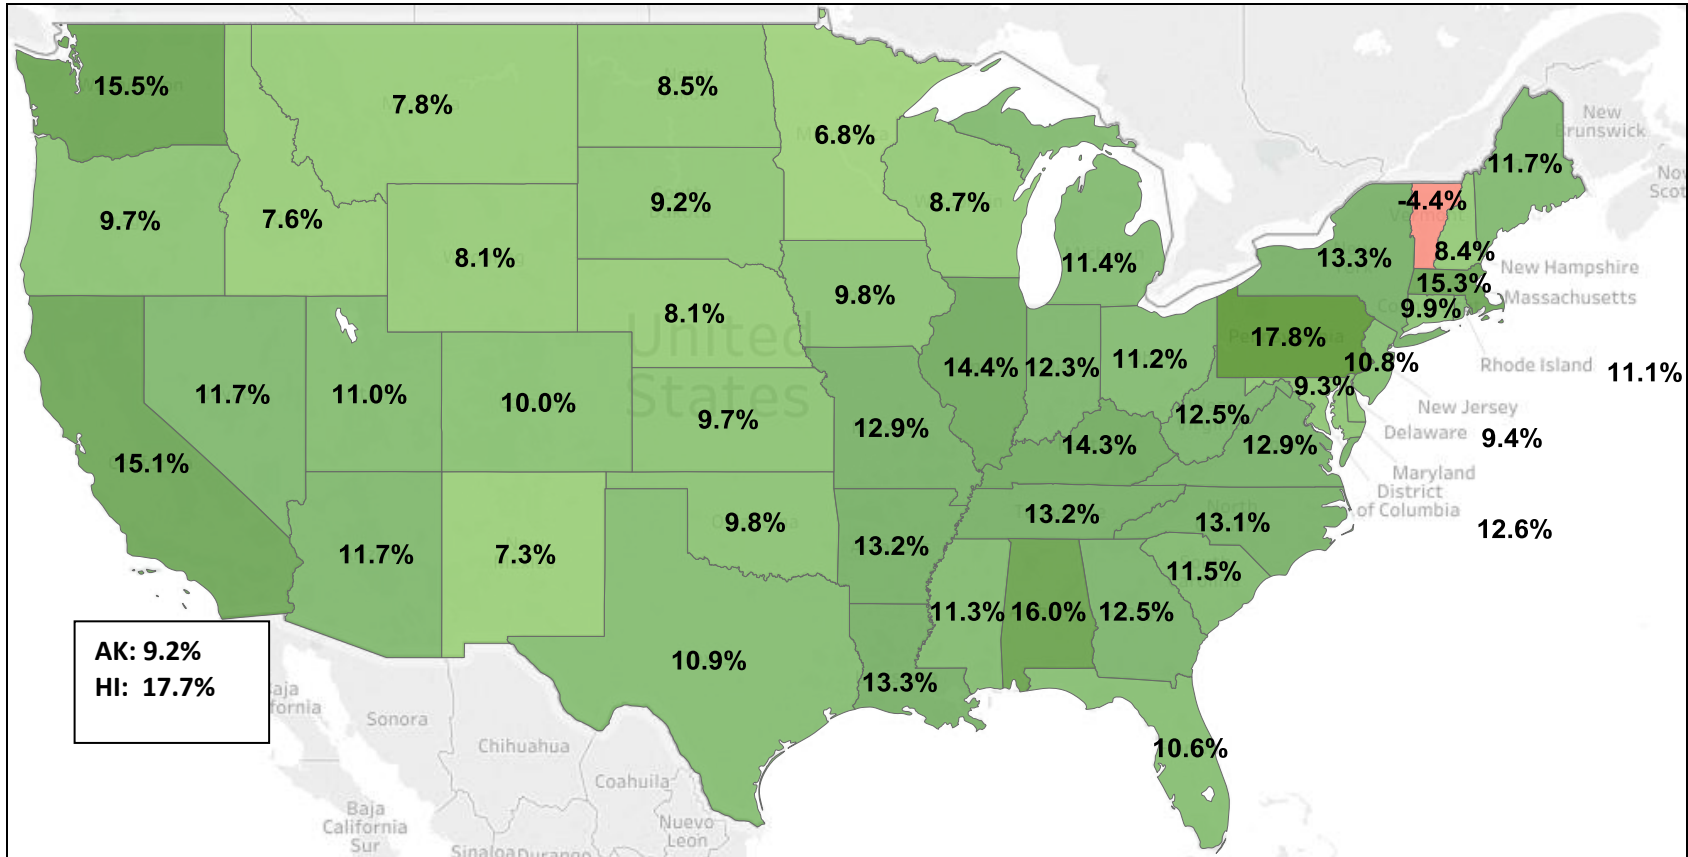 15.5%
7.8%
8.5%
6.8%
8.7%
11.7%
New
Brunswick
9.7%
7.6%
8.1%
9.2%
-4.4%
Vermont
8.4%
13.3%
11.4%
New Hampshire
15.3%
Massachusetts
9.9%
9.8%
8.1%
United
States
17.8%
10.8%
Rhode Island
11.1%
14.4%
12.3%
11.2%
9.3%
11.7%
11.0%
10.0%
9.7%
12.9%
12.5%
12.9%
14.3%
New Jersey
Delaware
9.4%
15.1%
Maryland
District
of Columbia
12.6%
13.2%
13.1%
9.8%
13.2%
11.7%
7.3%
11.5%
11.3%
16.0%
12.5%
10.9%
13.3%
10.6%
AK: 9.2%
HI: 17.7%
Sonora
Chihuahua
Coahuila
Baja
California
Sur
Nuevo
Leon
Sinaloa
Durango